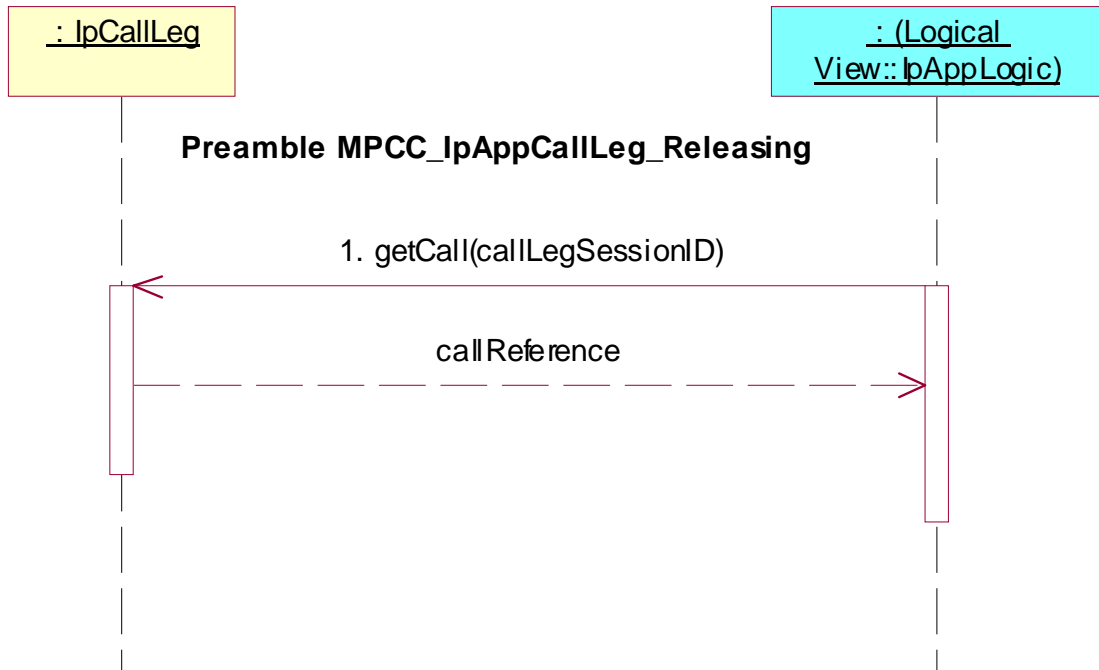 : IpCallLeg
: (Logical
View::IpAppLogic)
Preamble MPCC_IpAppCallLeg_Releasing
1. getCall(callLegSessionID)
callReference